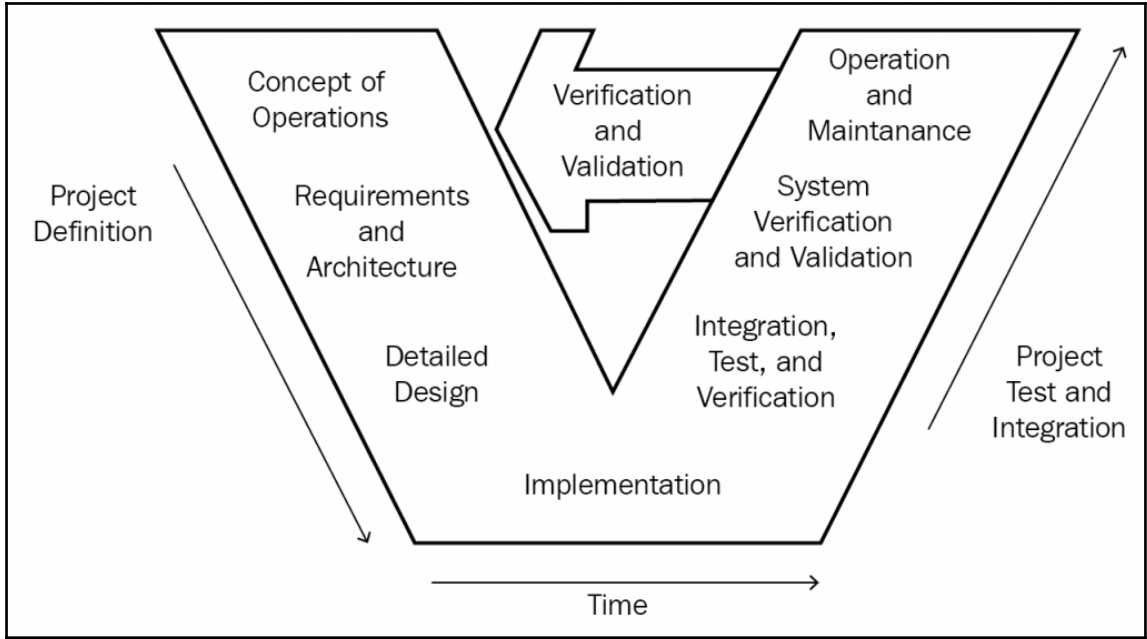 Concept of
Operations
Verification
and
Validation
Operation
and
Maintanance
Project
Definition
Requirements
and
Architecture
System
Verification
and Validation
Detailed
Design
Integration,
Test, and
Verification
Project
Test and
Integration
Implementation
Time